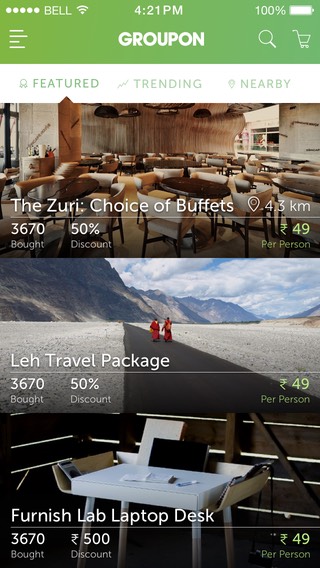 BELL 4:21PM 100%
GROUPON
FEATURED TRENDING NEARBY
The Zuri: Choice of Buffets 4.3 km
3670 50% ₹ 49
Bought Discount Per Person
Leh Travel Package
3670 50% ₹ 49
Bought Discount Per Person
Furnish Lab Laptop Desk
3670 ₹ 500 ₹ 49
Bought Discount Per Person